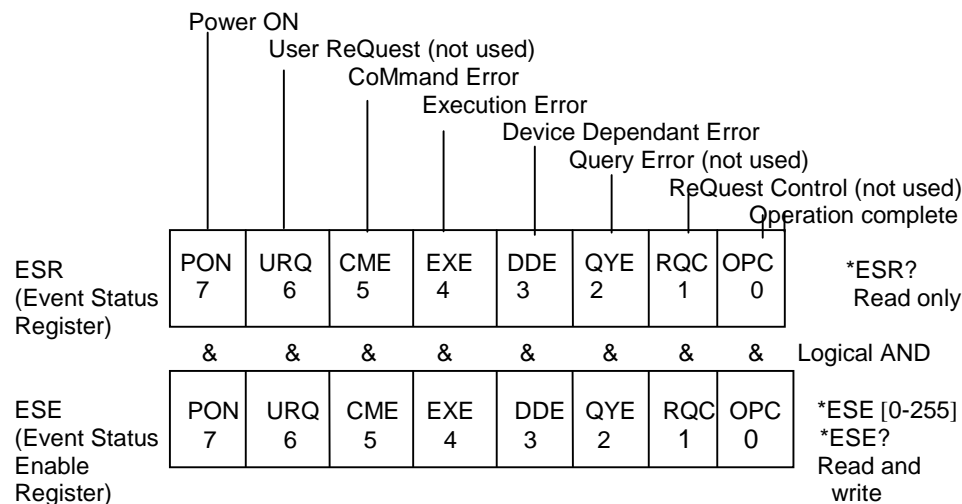 Power ON
User ReQuest (not used)
CoMmand Error
Execution Error
Device Dependant Error
Query Error (not used)
ReQuest Control (not used)
Operation complete
ESR
(Event Status
Register)
PON URQ CME EXE DDE QYE RQC OPC
7 6 5 4 3 2 1 0
*ESR?
Read only
& & & & & & & & Logical AND
ESE
(Event Status
Enable
Register)
PON URQ CME EXE DDE QYE RQC OPC
7 6 5 4 3 2 1 0
*ESE [0-255]
*ESE?
Read and
write